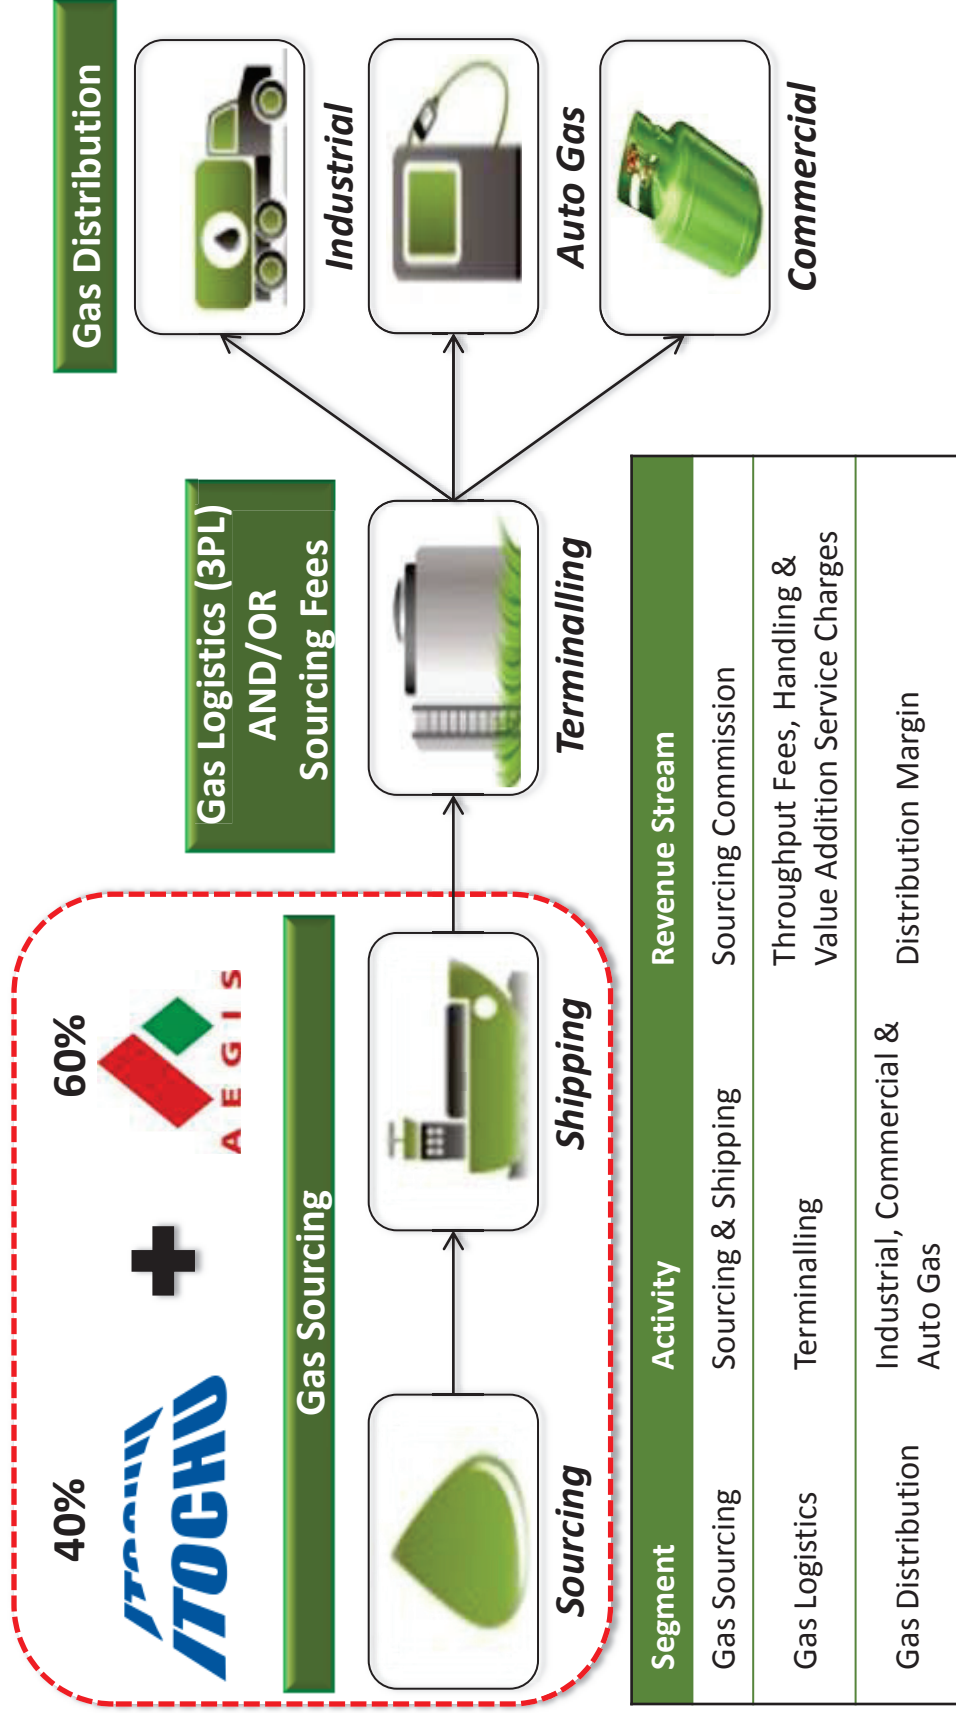 40%
60%
ITOCHU
AEGIS
Gas Sourcing
Gas Logistics (3PL)
AND/OR
Sourcing Fees
Gas Distribution
Sourcing
Shipping
Terminalling
Industrial
Auto Gas
Commercial
Segment Activity Revenue Stream
Gas Sourcing Sourcing & Shipping Sourcing Commission
Gas Logistics Terminalling Throughput Fees, Handling &
Value Addition Service Charges
Gas Distribution Industrial, Commercial &
Auto Gas Distribution Margin